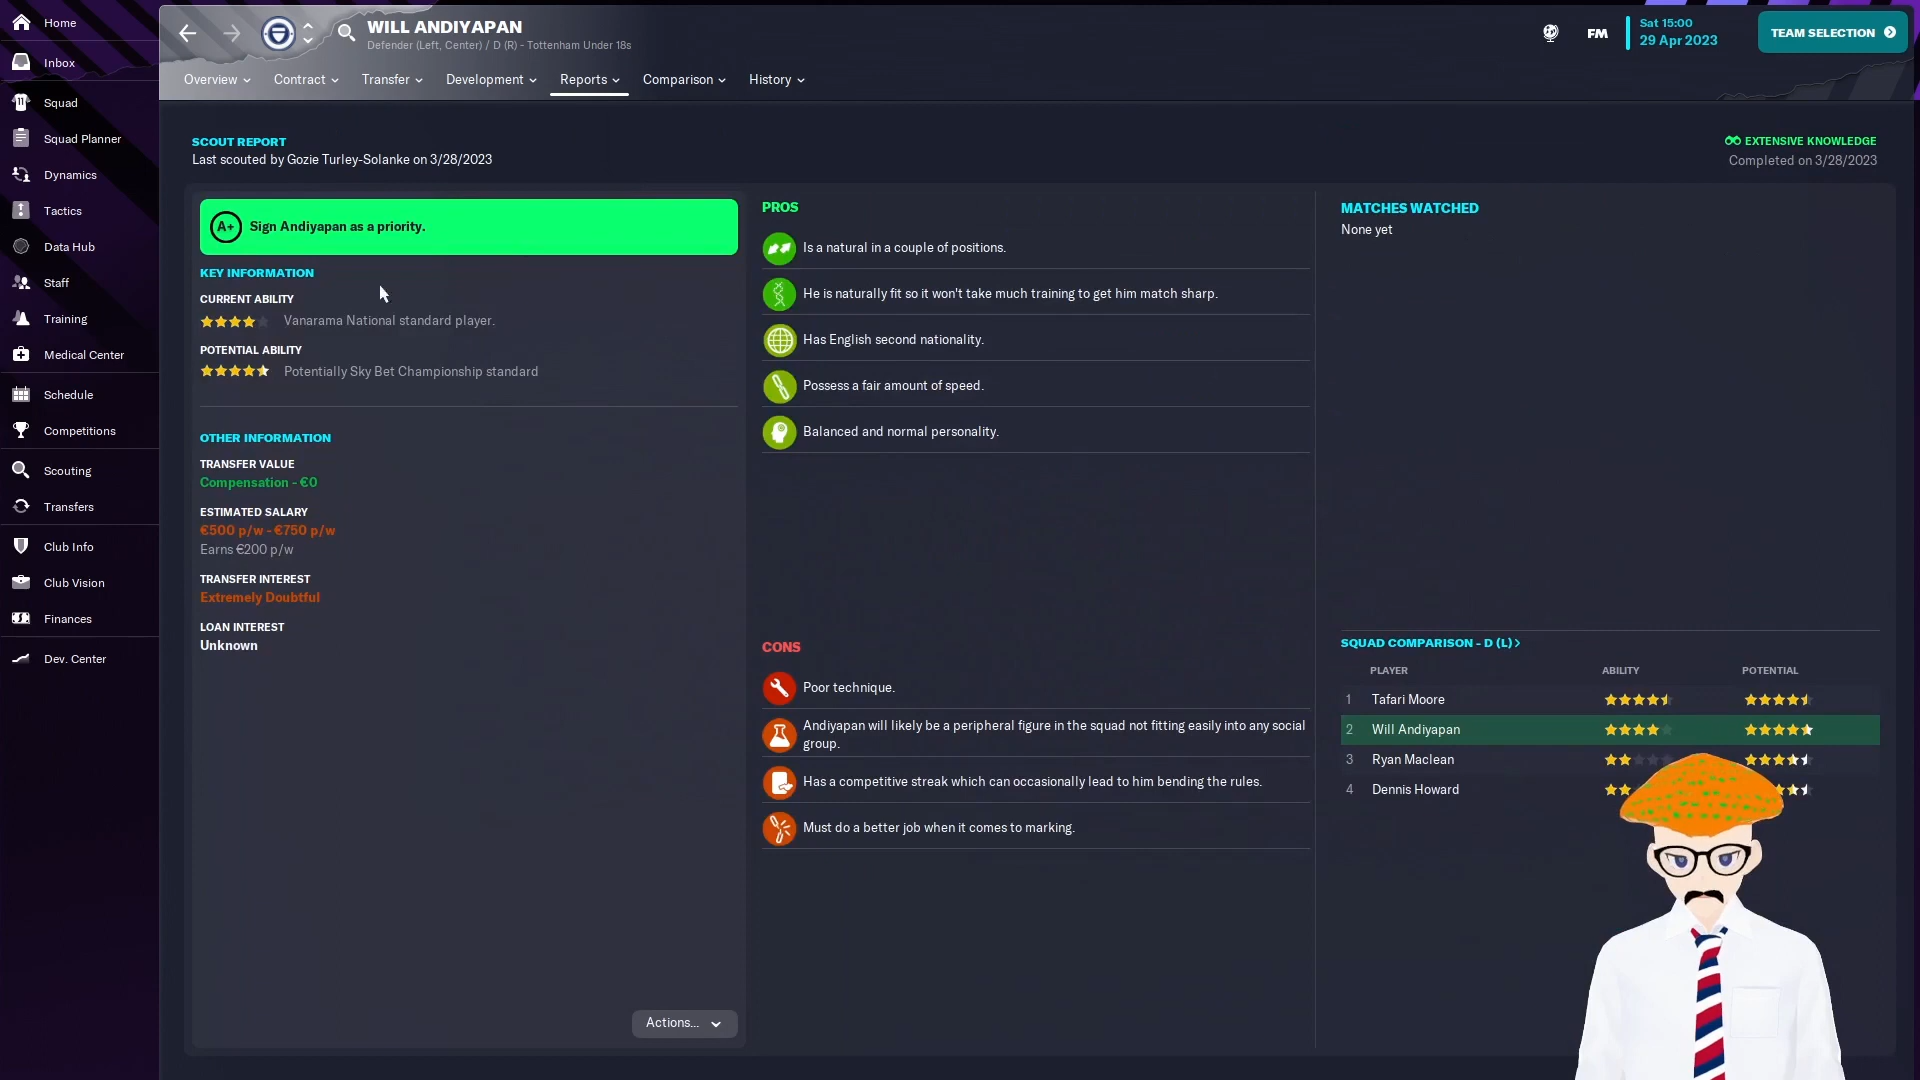 Home
Inbox
Squad
Squad Planner
Dynamics
Tactics
Data Hub
Staff
Training
Medical Center
Schedule
Competitions
Scouting
Transfers
Club Info
Club Vision
Finances
Dev. Center
WILL ANDIYAPAN
Defender (Left, Center) / D (R) - Tottenham Under 18s
FM
Sat 15:00
29 Apr 2023
TEAM SELECTION
Overview
Contract
Transfer
Development
Reports
Comparison
History
SCOUT REPORT
Last scouted by Gozie Turley-Solanke on 3/28/2023
EXTENSIVE KNOWLEDGE
Completed on 3/28/2023
A+ Sign Andiyapan as a priority.
KEY INFORMATION
CURRENT ABILITY
Vanarama National standard player.
POTENTIAL ABILITY
Potentially Sky Bet Championship standard
OTHER INFORMATION
TRANSFER VALUE
Compensation - €0
ESTIMATED SALARY
€500 p/w - €750 p/w
Earns €200 p/w
TRANSFER INTEREST
Extremely Doubtful
LOAN INTEREST
Unknown
Actions...
PROS
Is a natural in a couple of positions.
He is naturally fit so it won't take much training to get him match sharp.
Has English second nationality.
Possess a fair amount of speed.
Balanced and normal personality.
CONS
Poor technique.
Andiyapan will likely be a peripheral figure in the squad not fitting easily into any social
group.
Has a competitive streak which can occasionally lead to him bending the rules.
Must do a better job when it comes to marking.
MATCHES WATCHED
None yet
SQUAD COMPARISON - D (L) >
PLAYER ABILITY POTENTIAL
1 Tafari Moore
2 Will Andiyapan
3 Ryan Maclean
4 Dennis Howard